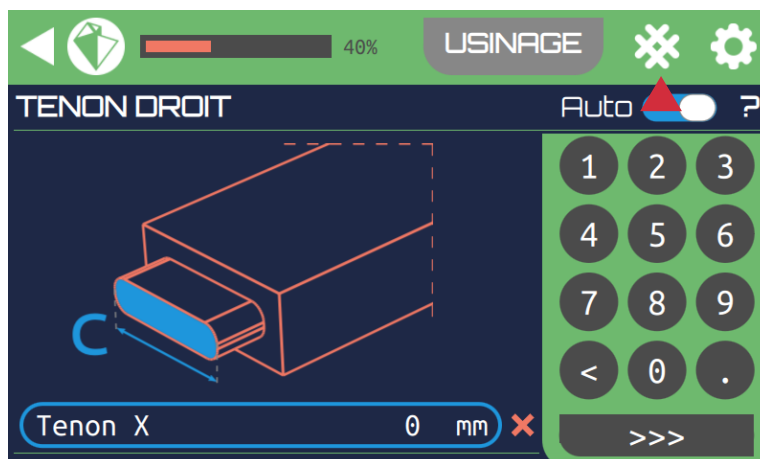 40%
USINAGE
TENON DROIT
Auto
?
1 2 3
4 5 6
7 8 9
< 0 .
>>>
C
Tenon X 0 mm